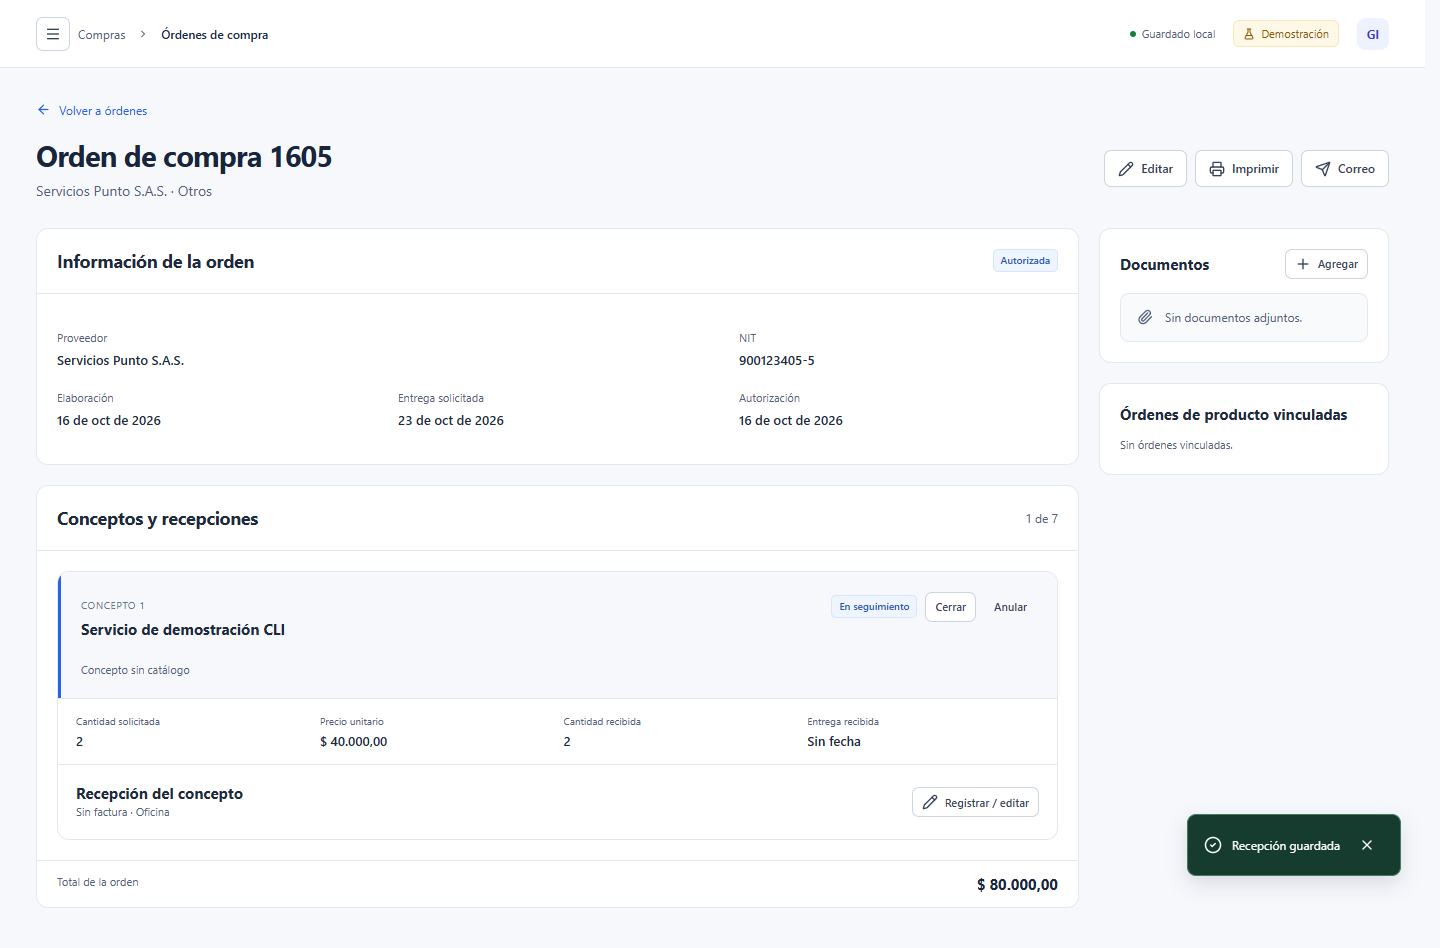 Compras
Órdenes de compra
Guardado local
Demostración
GI
Volver a órdenes
Orden de compra 1605
Servicios Punto S.A.S. · Otros
Editar
Imprimir
Correo
Información de la orden
Autorizada
Proveedor
Servicios Punto S.A.S.
NIT
900123405-5
Elaboración
16 de oct de 2026
Entrega solicitada
23 de oct de 2026
Autorización
16 de oct de 2026
Documentos
Agregar
Sin documentos adjuntos.
Órdenes de producto vinculadas
Sin órdenes vinculadas.
Conceptos y recepciones
1 de 7
CONCEPTO 1
Servicio de demostración CLI
Concepto sin catálogo
En seguimiento
Cerrar
Anular
Cantidad solicitada
2
Precio unitario
$ 40.000,00
Cantidad recibida
2
Entrega recibida
Sin fecha
Recepción del concepto
Sin factura · Oficina
Registrar / editar
Total de la orden
$ 80.000,00
Recepción guardada